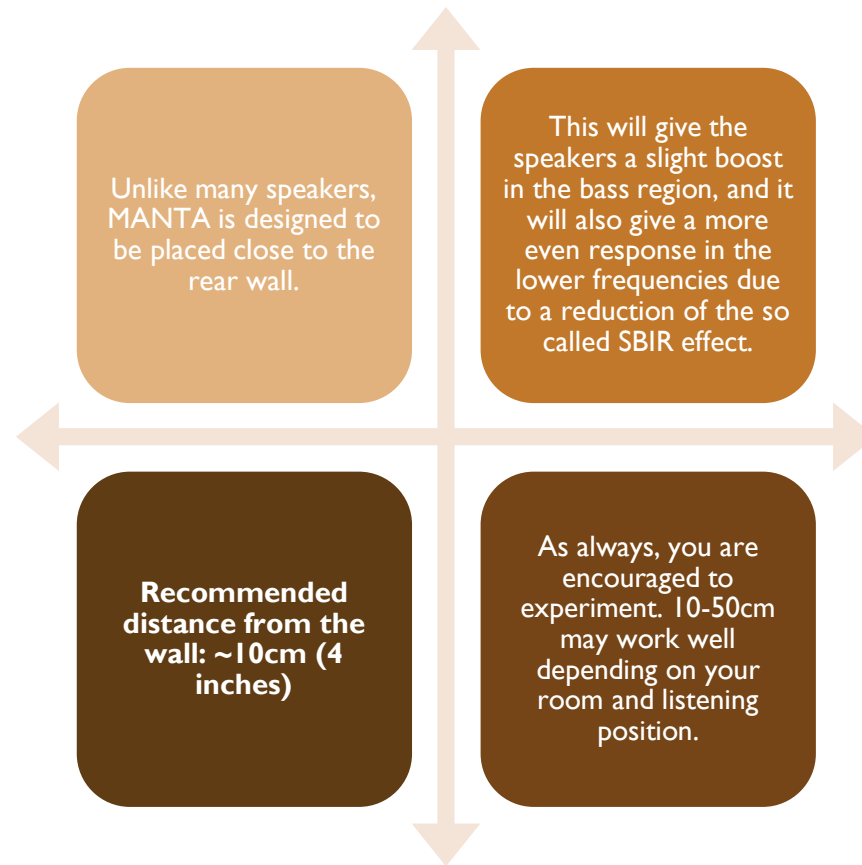 Unlike many speakers,
MANTA is designed to
be placed close to the
rear wall.
This will give the
speakers a slight boost
in the bass region, and it
will also give a more
even response in the
lower frequencies due
to a reduction of the so
called SBIR effect.
Recommended
distance from the
wall: ~10cm (4
inches)
As always, you are
encouraged to
experiment. 10-50cm
may work well
depending on your
room and listening
position.